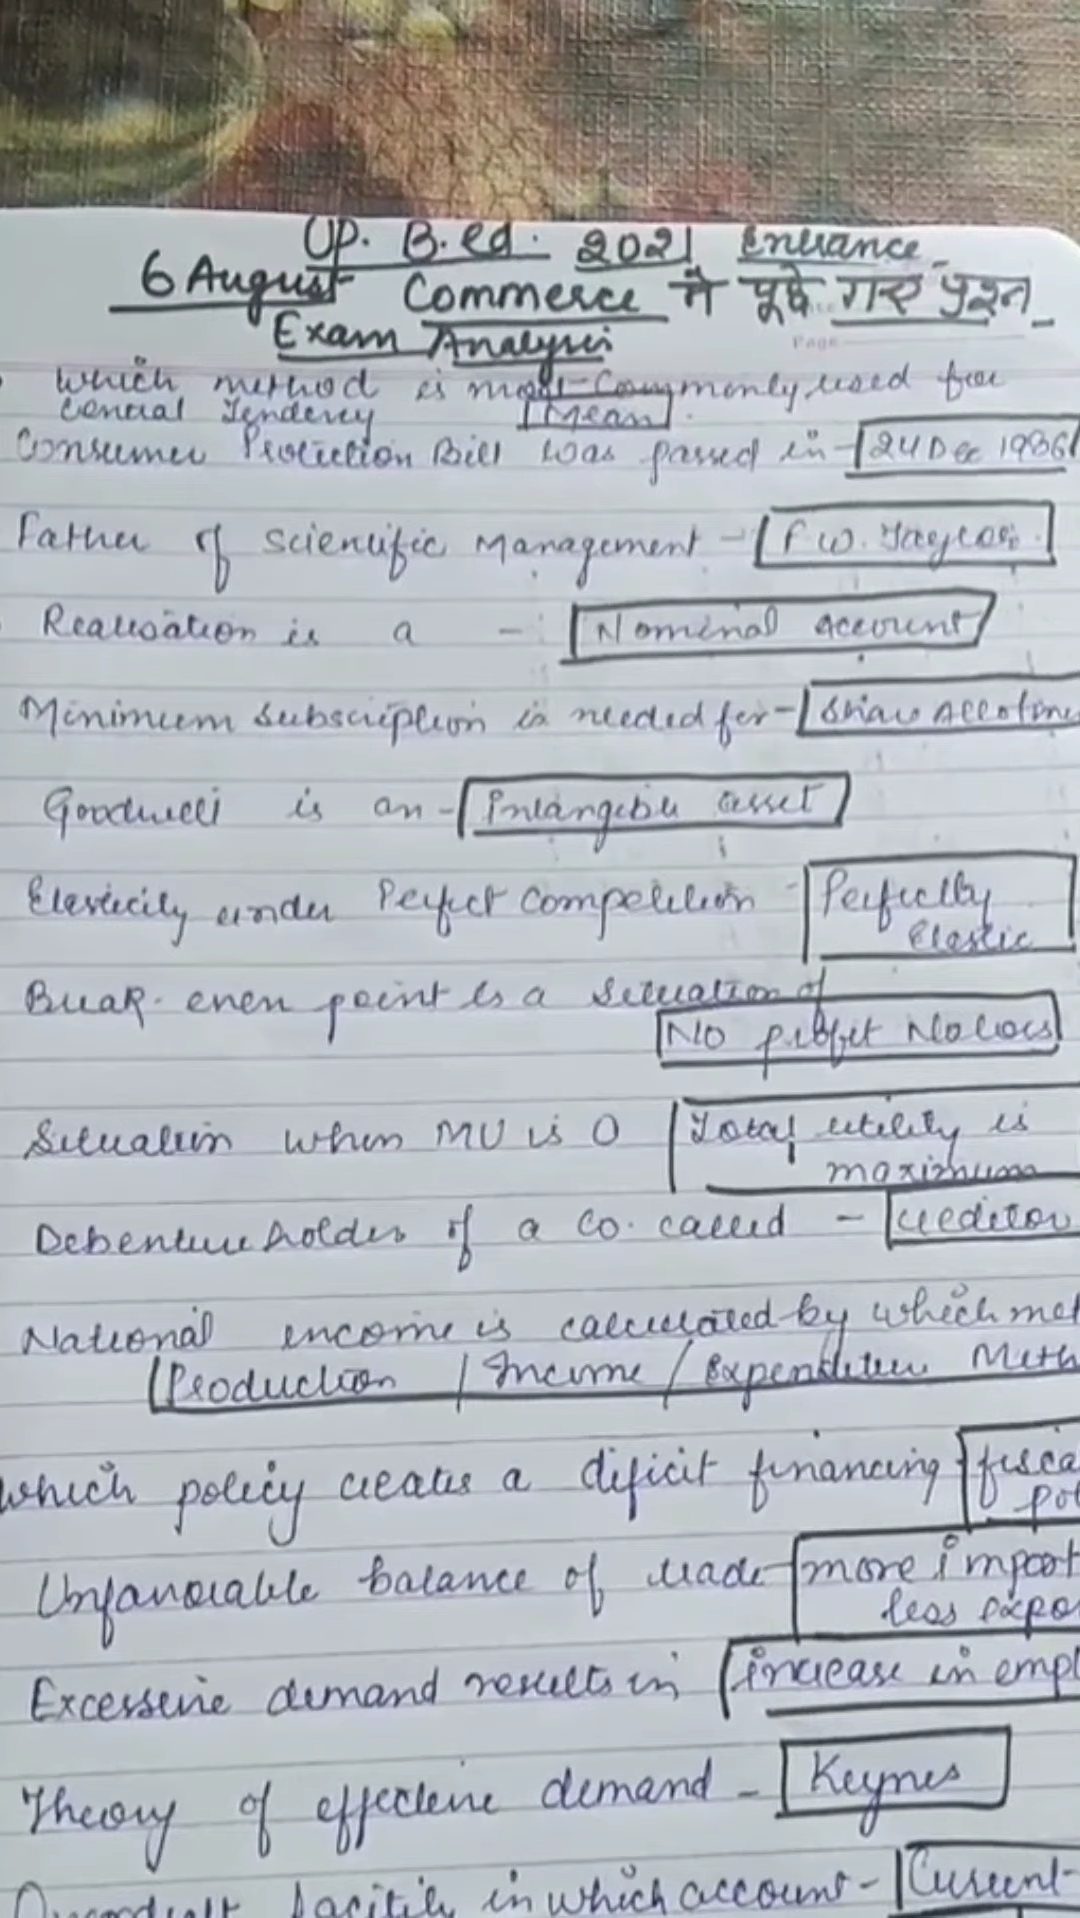 UP. B.ed. 2021 Entrance
6 August Commerce मे पूछे गए प्रश्न
Exam Analysis
Which method is most commonly used for
Central Tendency Mean
Consumer Protection Bill was passed in - 24 Dec 1986
Father of scientific Management - F.W. Taylor
Realisation is a - Nominal account
Minimum subscription is needed for - Share Allotme
Goodwill is an - Intangible asset
Elasticity under Perfect Competition - Perfectly
Elastic
Break-even point is a situation of
No profit No loss
Situation when MU is 0 Total utility is
maximum
Debenture holder of a Co. called - creditor
National income is calculated by which met
Production / Income / Expenditure Meth
Which policy creates a deficit financing fisca
pol
Unfavorable balance of trade more import
less expo
Excessive demand results in increase in empl
Theory of effective demand - Keynes
Overdraft facility in which account - Current